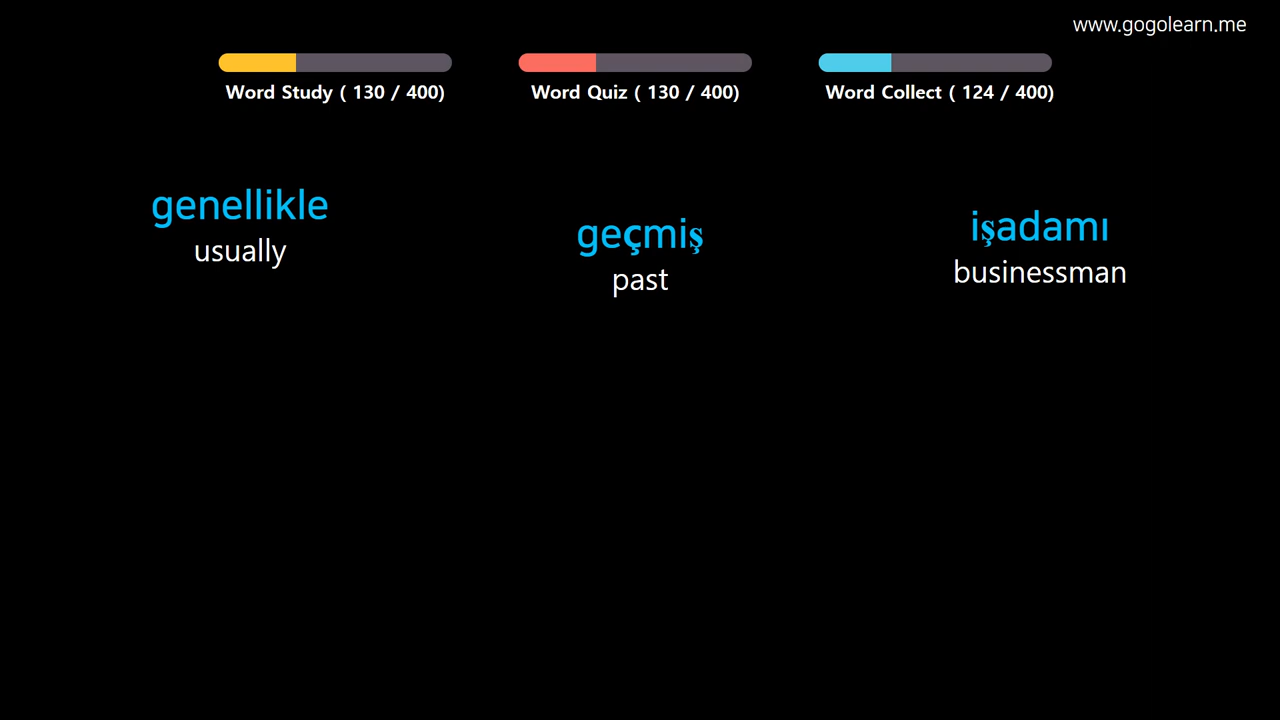 www.gogolearn.me
Word Study ( 130 / 400)
Word Quiz ( 130 / 400)
Word Collect ( 124 / 400)
genellikle
usually
geçmiş
past
işadamı
businessman